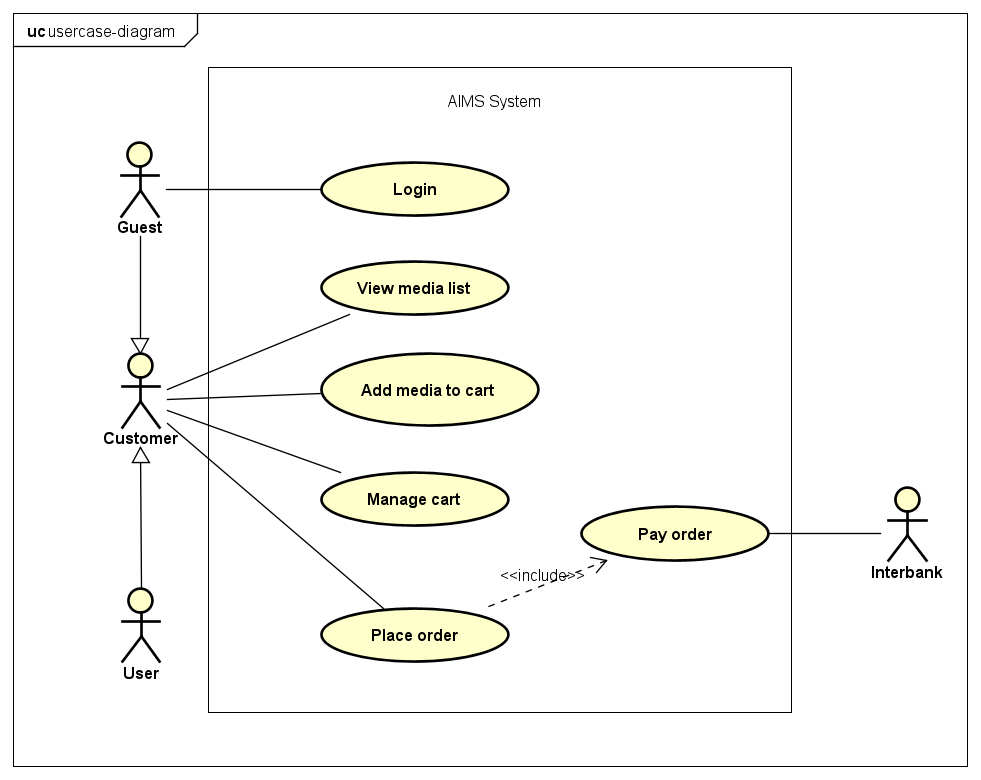 uc usercase-diagram
AIMS System
Login
Guest
View media list
Add media to cart
Customer
Manage cart
Pay order
<<include>>
Interbank
Place order
User